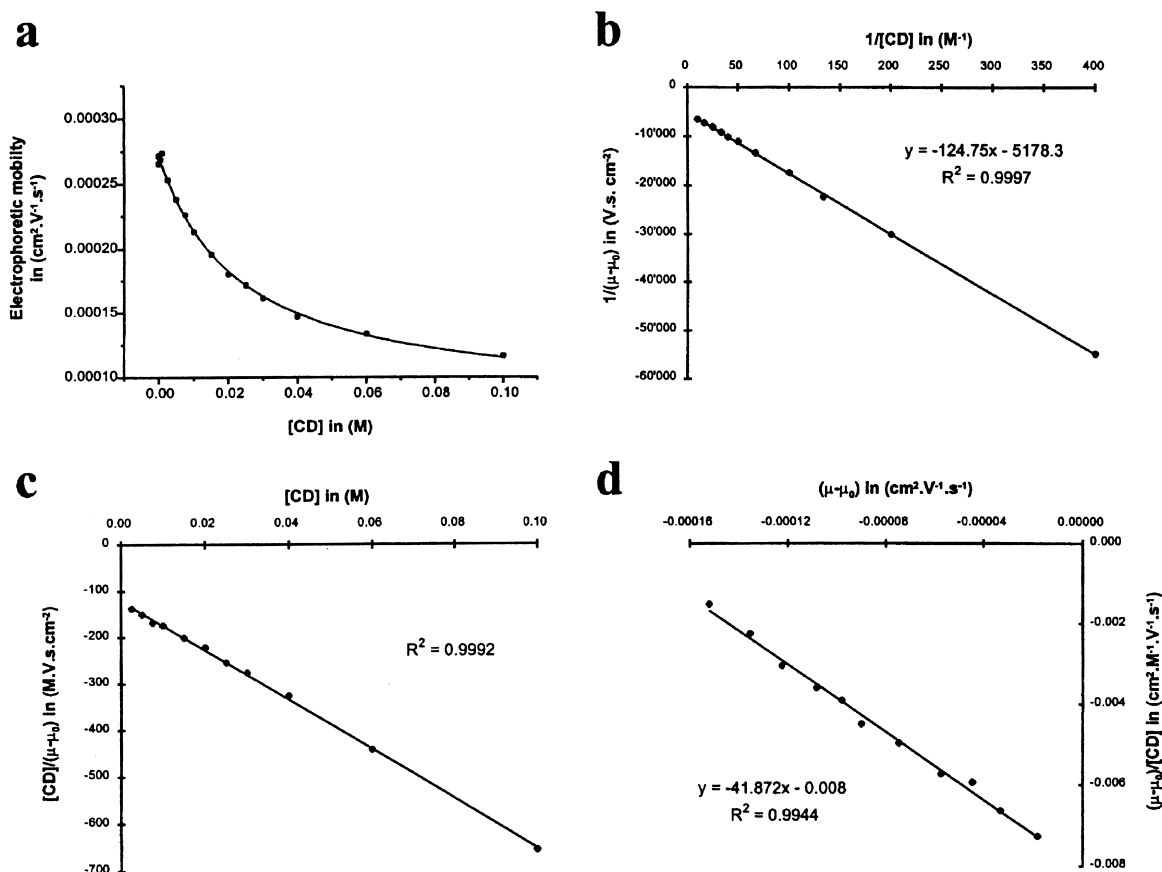 a
Electrophoretic mobilty
in (cm².V⁻¹.s⁻¹)
0.00030
0.00025
0.00020
0.00015
0.00010
0.00 0.02 0.04 0.06 0.08 0.10
[CD] in (M)
b
1/[CD] in (M⁻¹)
0 50 100 150 200 250 300 350 400
1/(μ-μ₀) in (V.s. cm⁻²)
0
-10'000
-20'000
-30'000
-40'000
-50'000
-60'000
y = -124.75x - 5178.3
R² = 0.9997
c
[CD] in (M)
0.00 0.02 0.04 0.06 0.08 0.10
[CD]/(μ-μ₀) in (M.V.s.cm⁻²)
0
-100
-200
-300
-400
-500
-600
-700
R² = 0.9992
d
(μ-μ₀) in (cm².V⁻¹.s⁻¹)
-0.00016 -0.00012 -0.00008 -0.00004 0.00000
0.000
-0.002
-0.004
-0.006
-0.008
(μ-μ₀)/[CD] in (cm².M⁻¹.V⁻¹.s⁻¹)
y = -41.872x - 0.008
R² = 0.9944